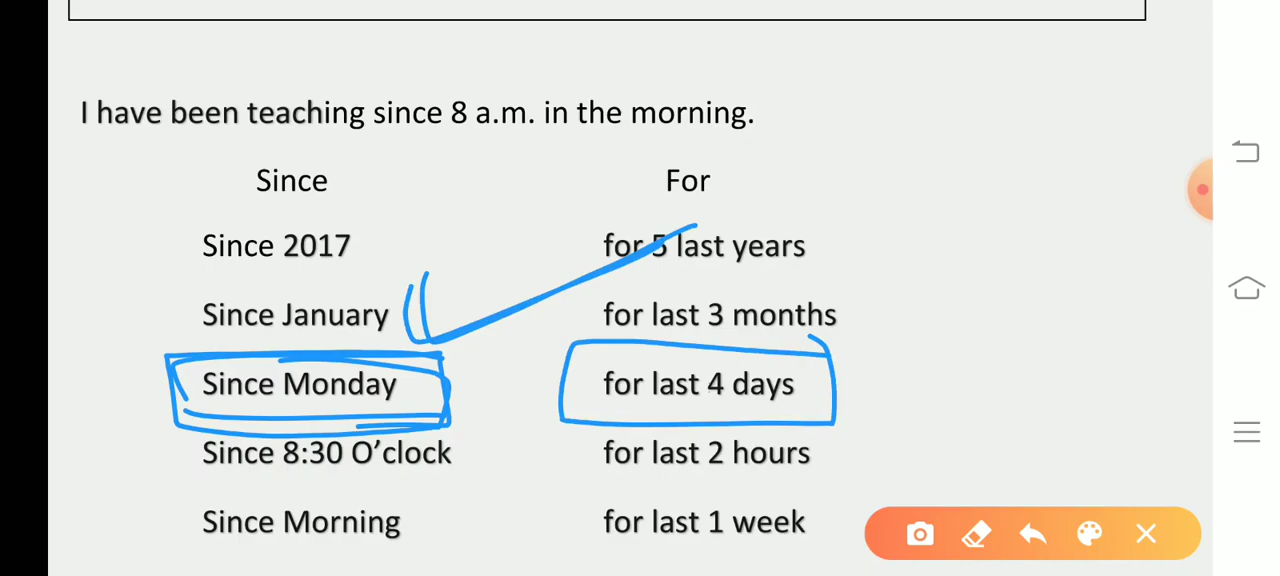 I have been teaching since 8 a.m. in the morning.
Since For
Since 2017 for 5 last years
Since January for last 3 months
Since Monday for last 4 days
Since 8:30 O’clock for last 2 hours
Since Morning for last 1 week